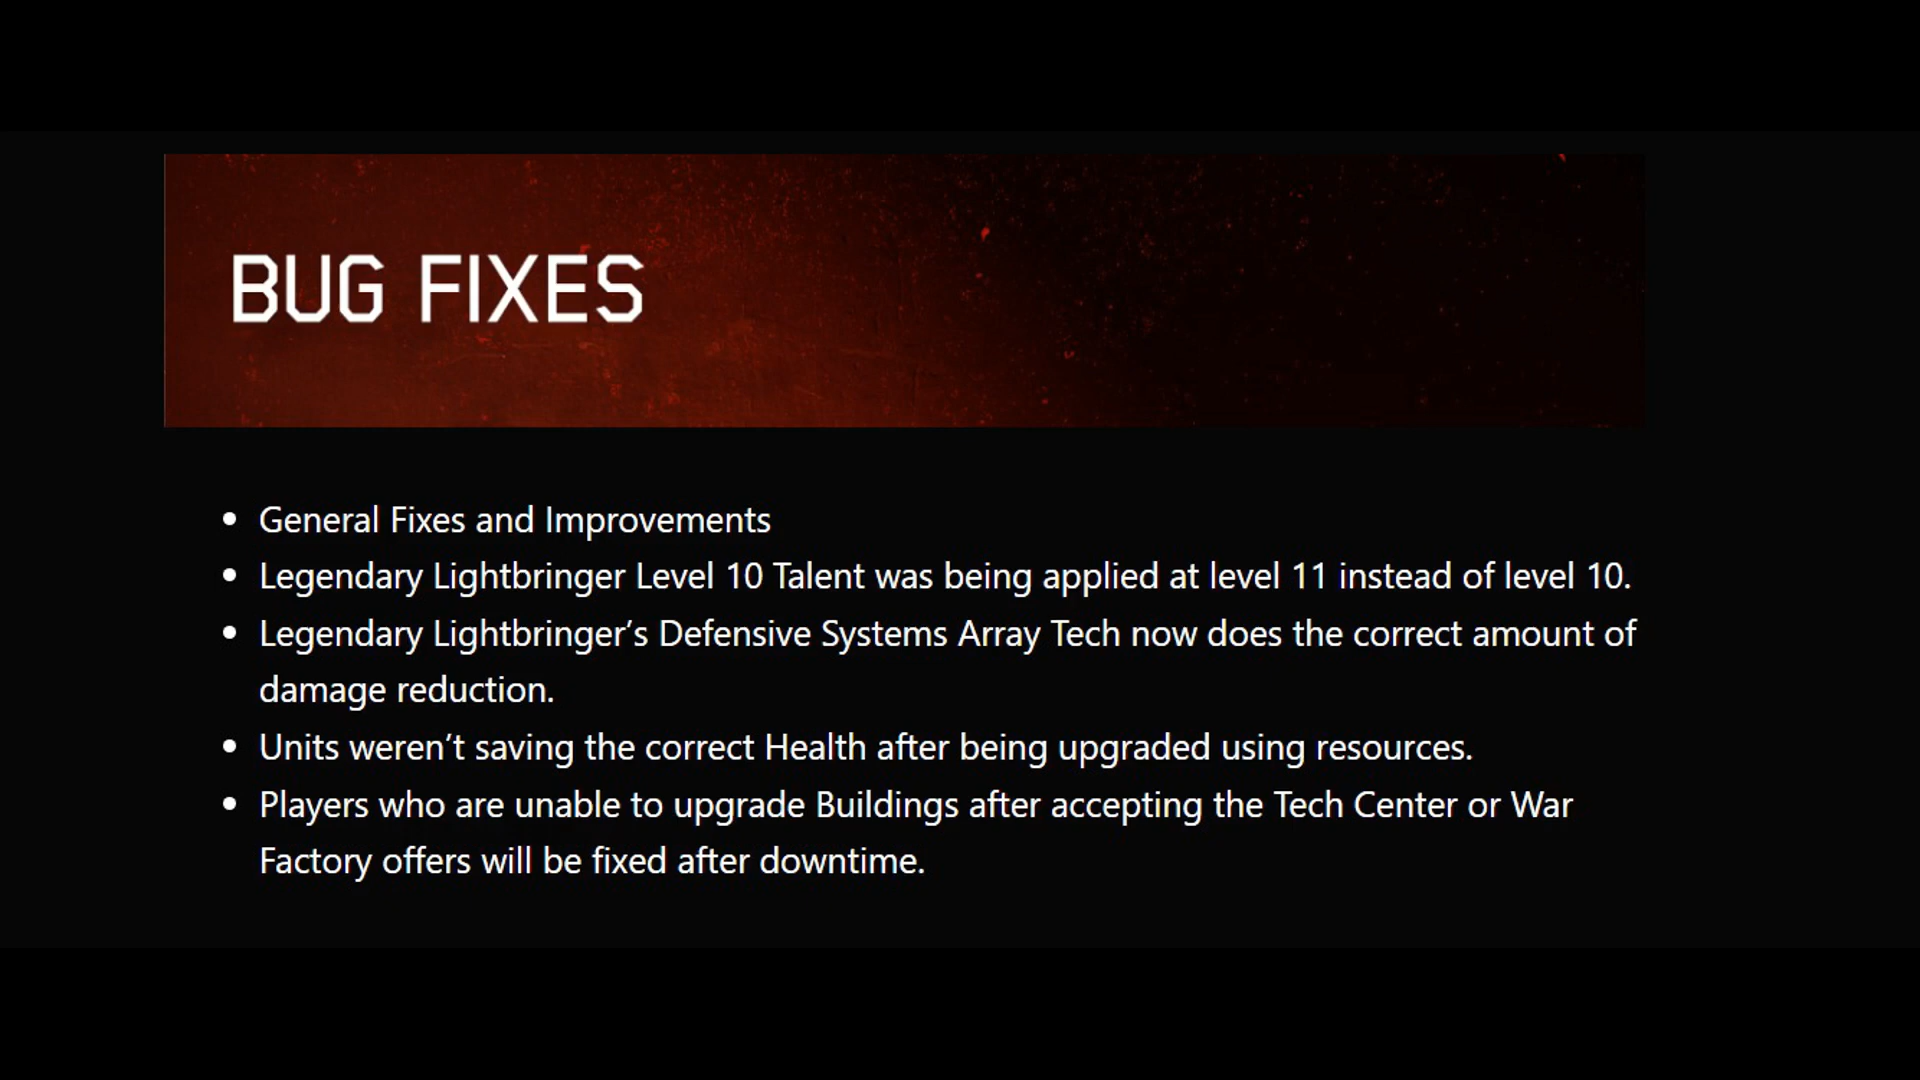 BUG FIXES
• General Fixes and Improvements
• Legendary Lightbringer Level 10 Talent was being applied at level 11 instead of level 10.
• Legendary Lightbringer’s Defensive Systems Array Tech now does the correct amount of
damage reduction.
• Units weren’t saving the correct Health after being upgraded using resources.
• Players who are unable to upgrade Buildings after accepting the Tech Center or War
Factory offers will be fixed after downtime.